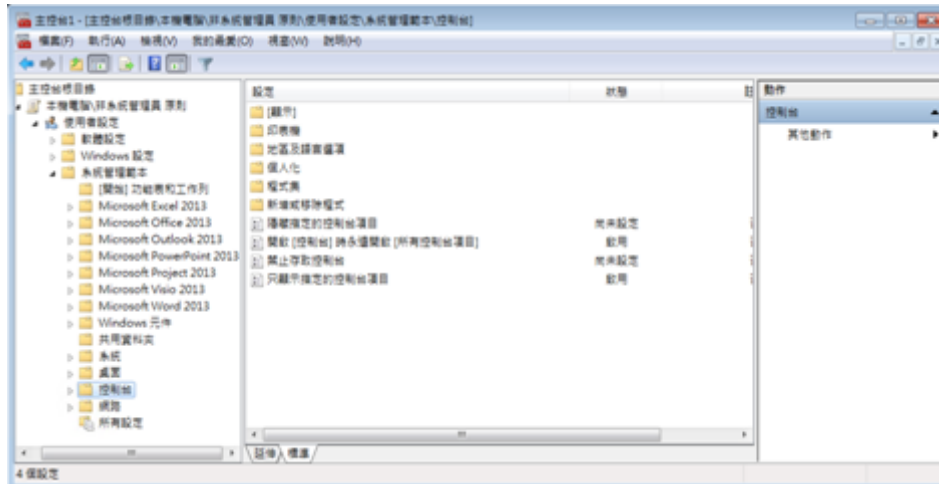 主控台1 - [主控台根目錄\本機電腦\非系統管理員 原則\使用者設定\系統管理範本\控制台]
檔案(F) 執行(A) 檢視(V) 我的最愛(O) 視窗(W) 說明(H)
主控台根目錄
本機電腦\非系統管理員 原則
使用者設定
軟體設定
Windows 設定
系統管理範本
[開始] 功能表和工作列
Microsoft Excel 2013
Microsoft Office 2013
Microsoft Outlook 2013
Microsoft PowerPoint 2013
Microsoft Project 2013
Microsoft Visio 2013
Microsoft Word 2013
Windows 元件
共用資料夾
系統
桌面
控制台
網路
所有設定
設定 狀態
[顯示]
印表機
地區及語言選項
個人化
程式集
新增或移除程式
隱藏指定的控制台項目 尚未設定
開啟 [控制台] 時永遠開啟 [所有控制台項目] 啟用
禁止存取控制台 尚未設定
只顯示指定的控制台項目 啟用
延伸 標準
動作
控制台
其他動作
4 個設定